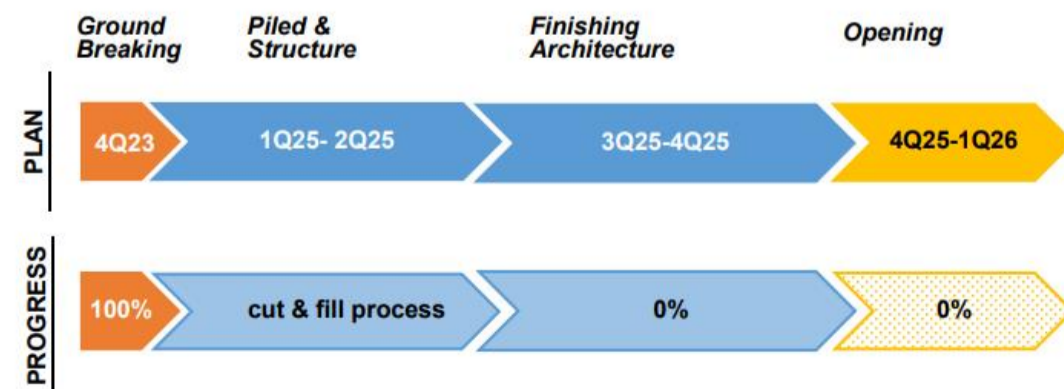 Ground
Breaking
Piled &
Structure
Finishing
Architecture
Opening
PLAN
4Q23
1Q25- 2Q25
3Q25-4Q25
4Q25-1Q26
PROGRESS
100%
cut & fill process
0%
0%